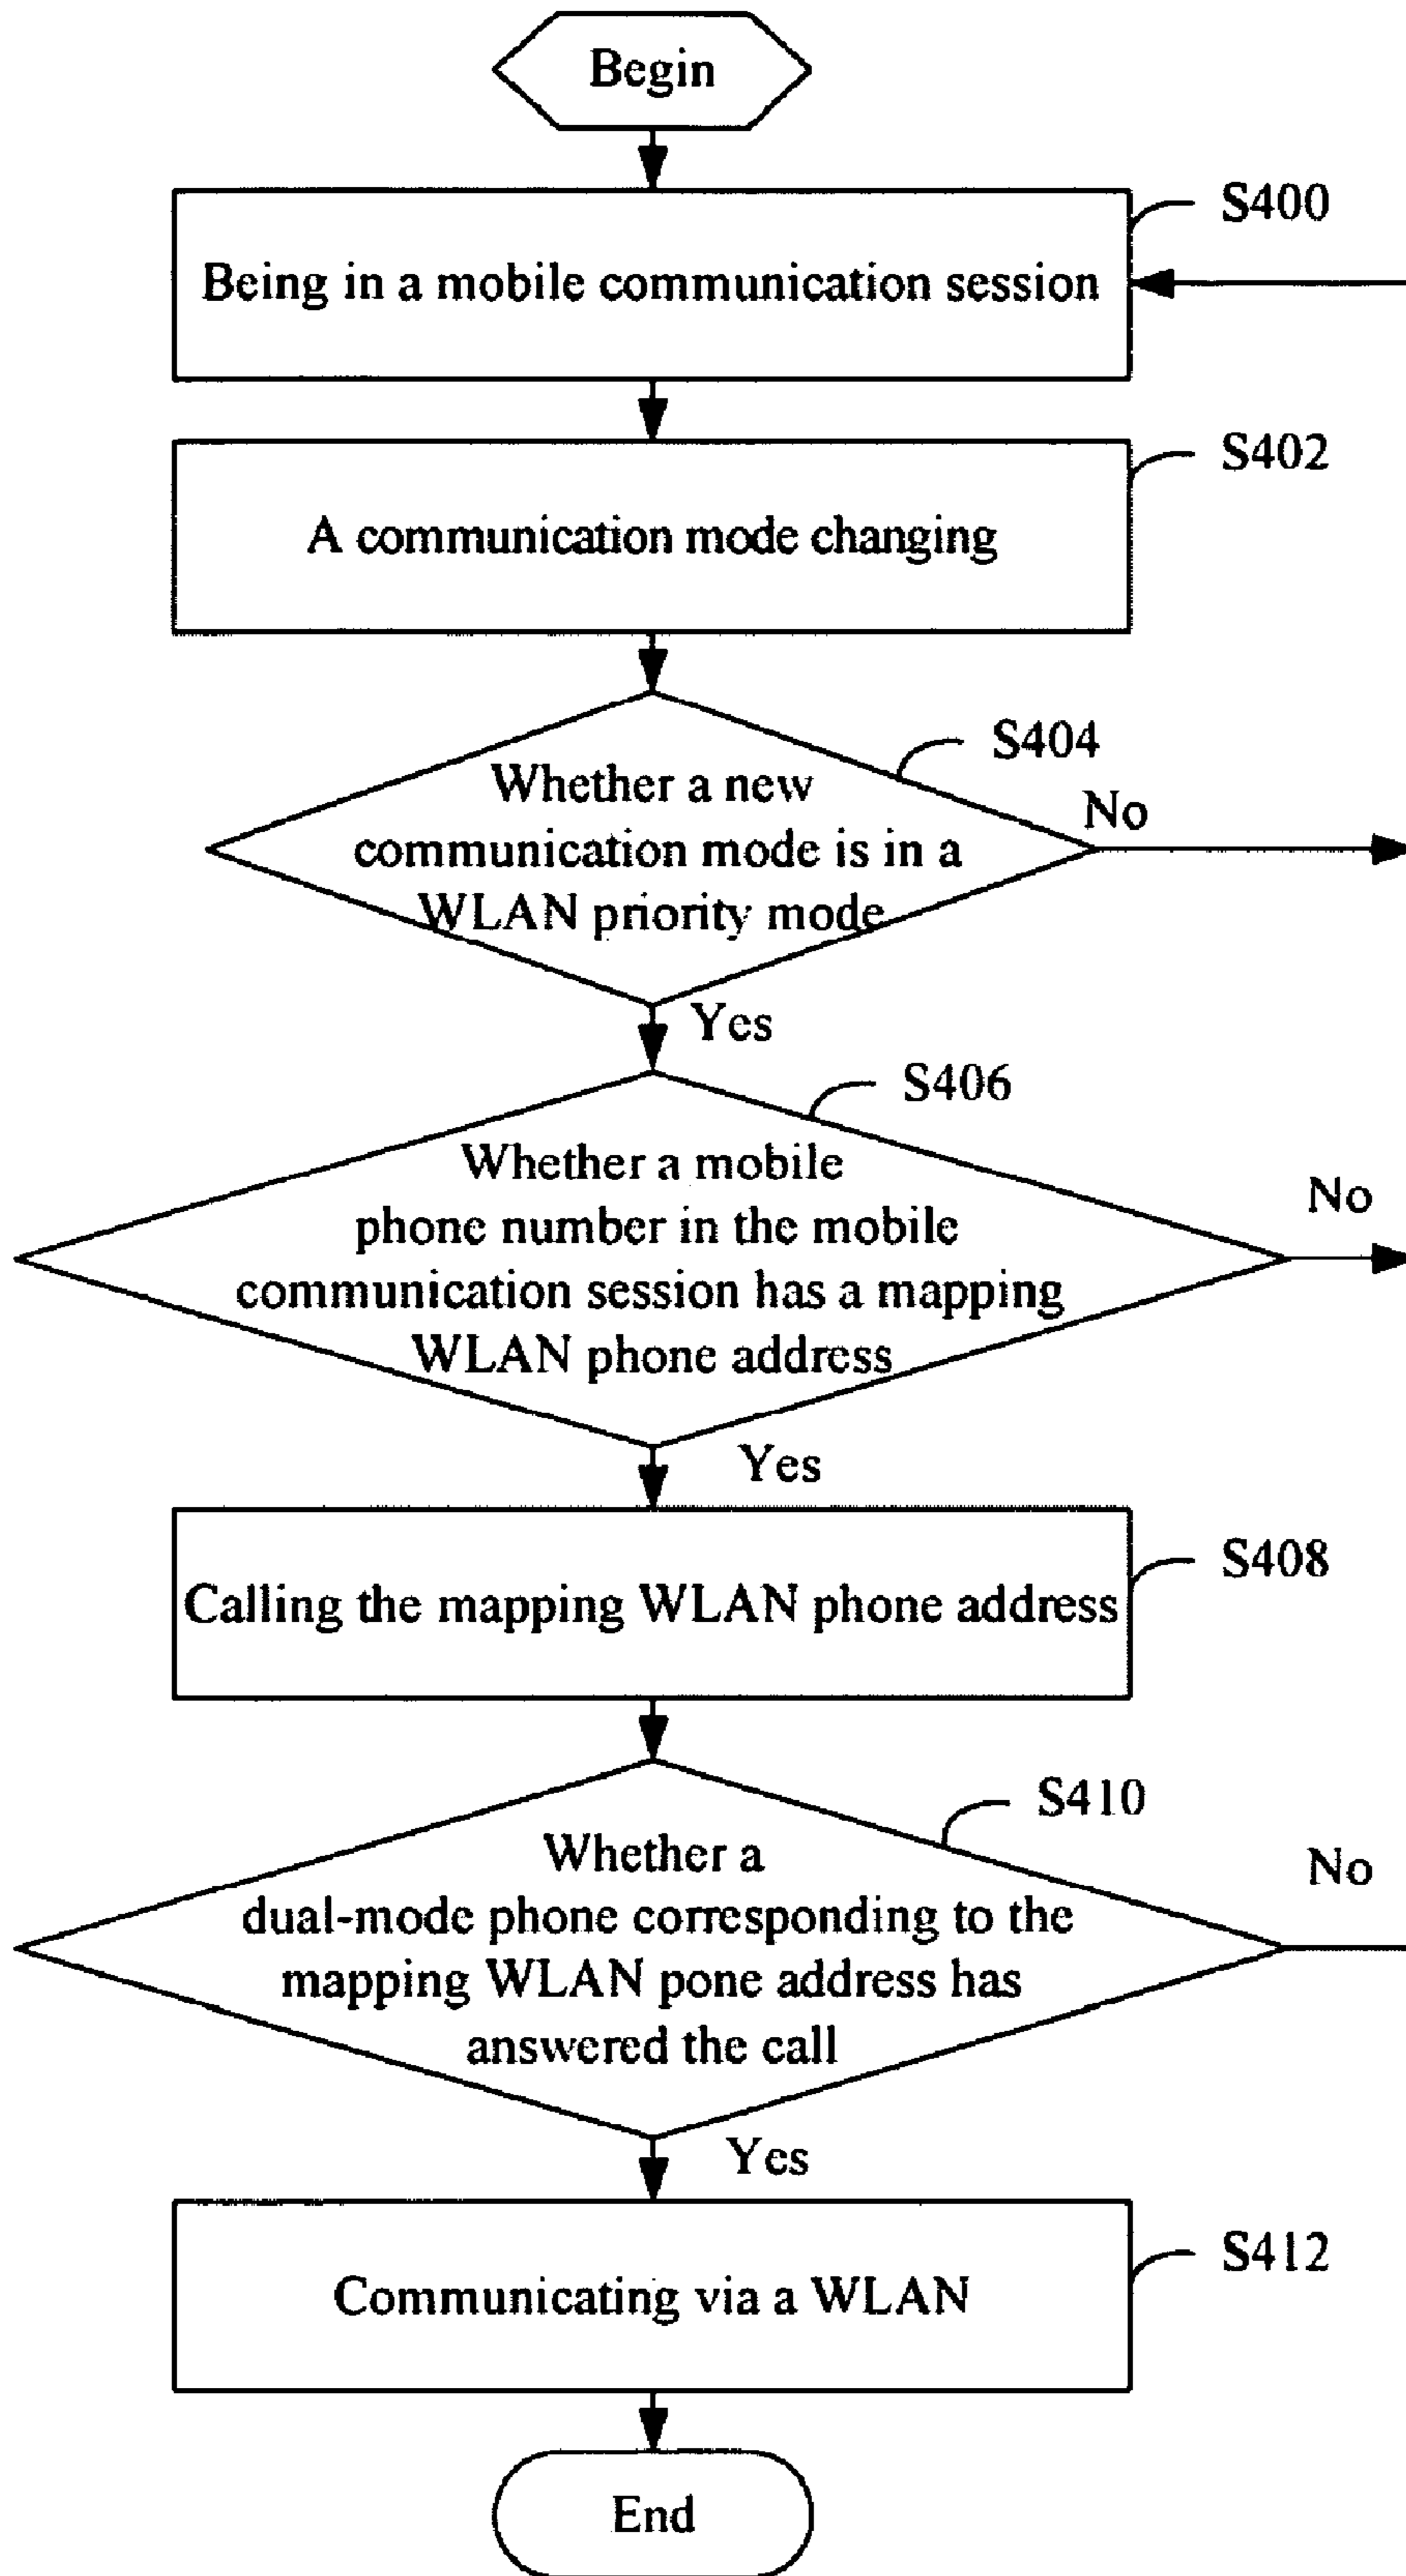 Begin
S400
Being in a mobile communication session
S402
A communication mode changing
S404
Whether a new
communication mode is in a
WLAN priority mode
No
Yes
S406
Whether a mobile
phone number in the mobile
communication session has a mapping
WLAN phone address
No
Yes
S408
Calling the mapping WLAN phone address
S410
Whether a
dual-mode phone corresponding to the
mapping WLAN pone address has
answered the call
No
Yes
S412
Communicating via a WLAN
End